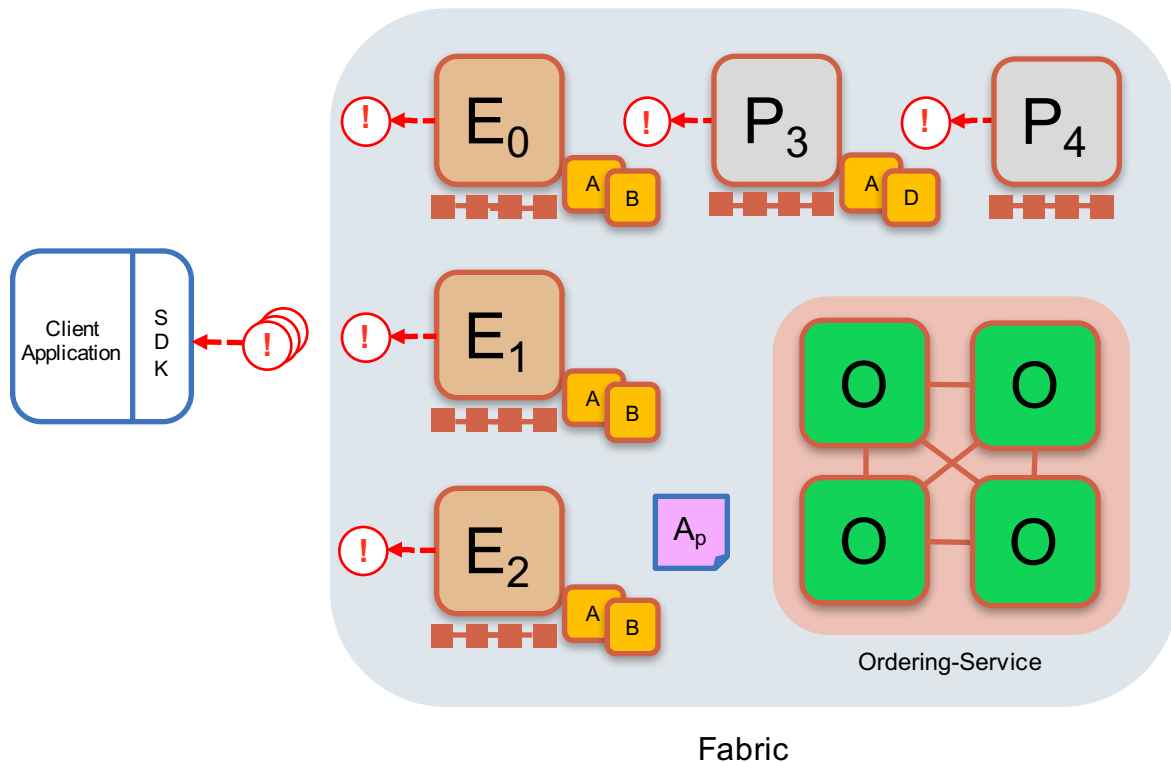 ! E0 ! P3 ! P4
A B
A D
Client Application
S
D
K
!
! E1
A B
O O
! E2
Ap
O O
A B
Ordering-Service
Fabric